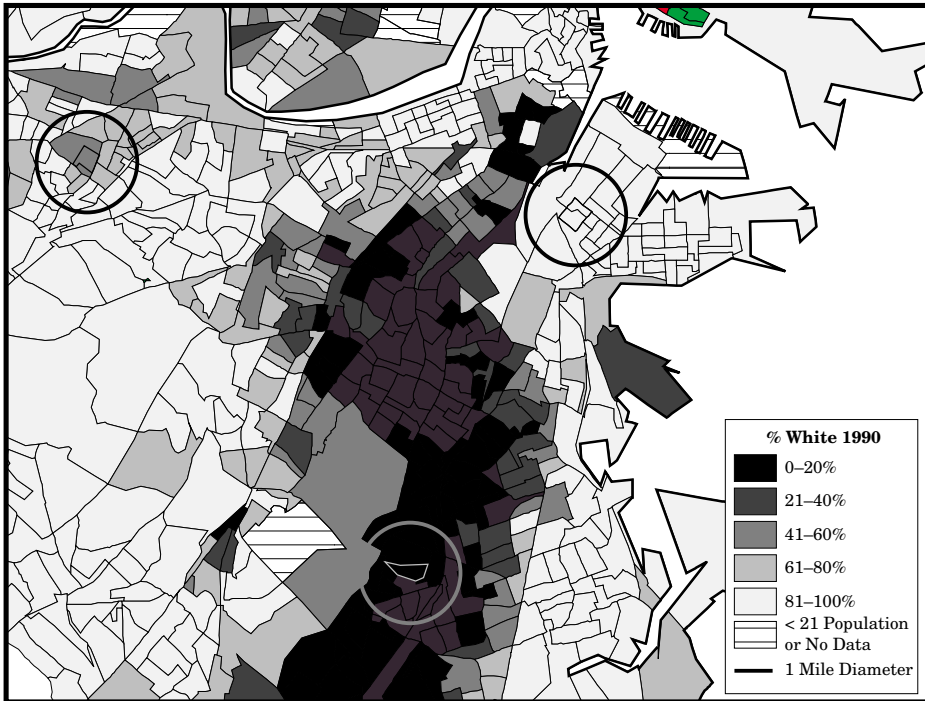 % White 1990
0–20%
21–40%
41–60%
61–80%
81–100%
< 21 Population
or No Data
1 Mile Diameter